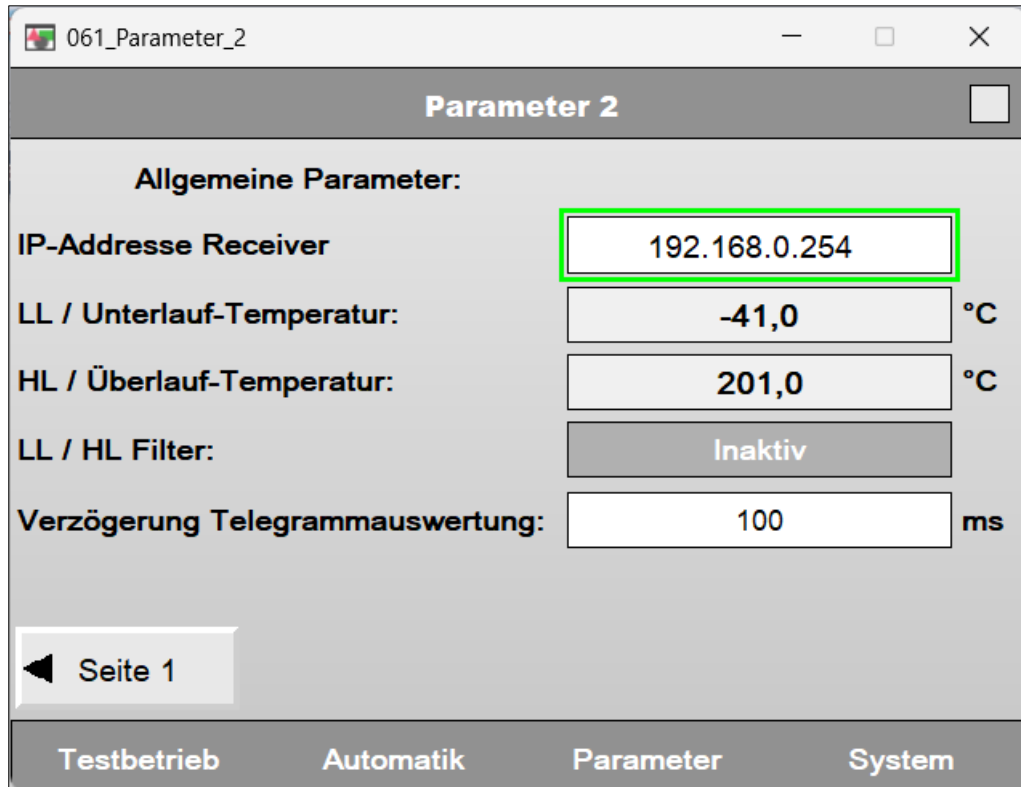 061_Parameter_2
Parameter 2
Allgemeine Parameter:
IP-Addresse Receiver 192.168.0.254
LL / Unterlauf-Temperatur: -41,0 °C
HL / Überlauf-Temperatur: 201,0 °C
LL / HL Filter: Inaktiv
Verzögerung Telegrammauswertung: 100 ms
Seite 1
Testbetrieb Automatik Parameter System